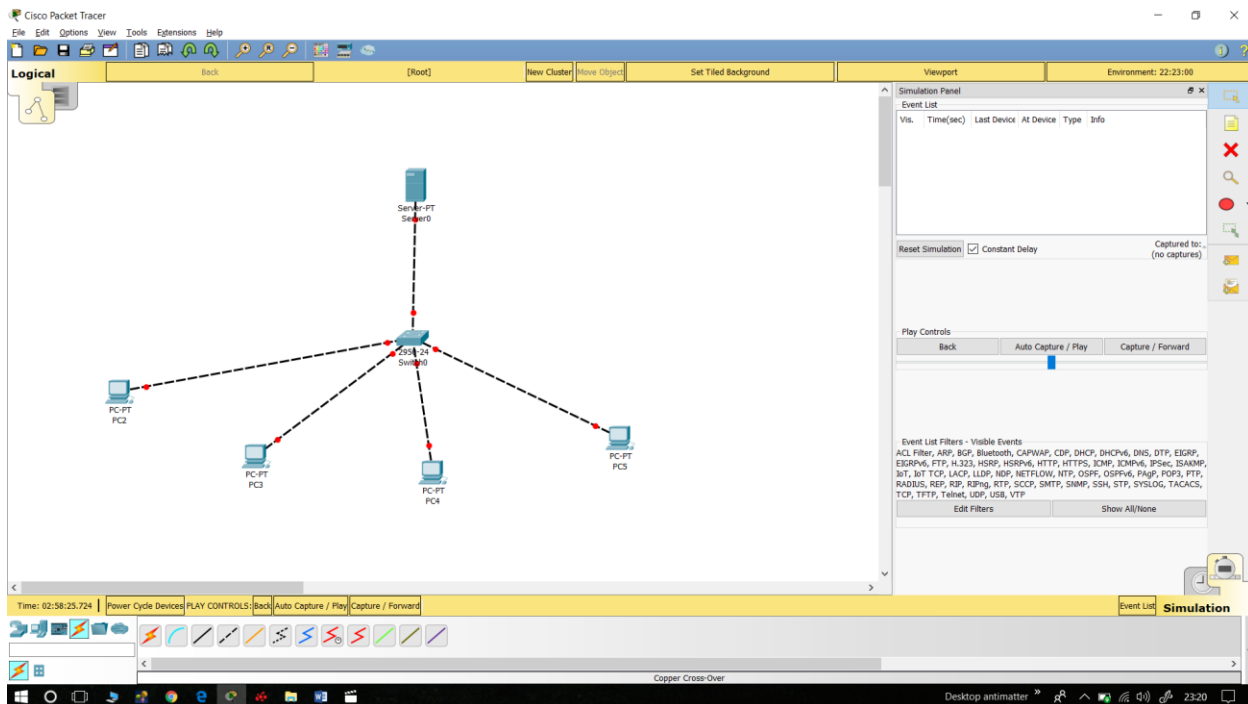 Cisco Packet Tracer
File Edit Options View Tools Extensions Help
Logical Back [Root] New Cluster Move Object Set Tiled Background Viewport Environment: 22:23:00
Simulation Panel
Event List
Vis. Time(sec) Last Device At Device Type Info
Server-PT
Server0
Reset Simulation Constant Delay Captured to:
(no captures)
Play Controls
Back Auto Capture / Play Capture / Forward
2950-24
Switch0
PC-PT
PC2
PC-PT
PC3
PC-PT
PC4
PC-PT
PC5
Event List Filters - Visible Events
ACL Filter, ARP, BGP, Bluetooth, CAPWAP, CDP, DHCP, DHCPv6, DNS, DTP, EIGRP,
EIGRPv6, FTP, H.323, HSRP, HSRPv6, HTTP, HTTPS, ICMP, ICMPv6, IPSec, ISAKMP,
IoT, IoT TCP, LACP, LLDP, NDP, NETFLOW, NTP, OSPF, OSPFv6, PAgP, POP3, PTP,
RADIUS, REP, RIP, RIPng, RTP, SCCP, SMTP, SNMP, SSH, STP, SYSLOG, TACACS,
TCP, TFTP, Telnet, UDP, USB, VTP
Edit Filters Show All/None
Time: 02:58:25.724 Power Cycle Devices PLAY CONTROLS: Back Auto Capture / Play Capture / Forward Event List Simulation
Copper Cross-Over
Desktop antimatter 23:20